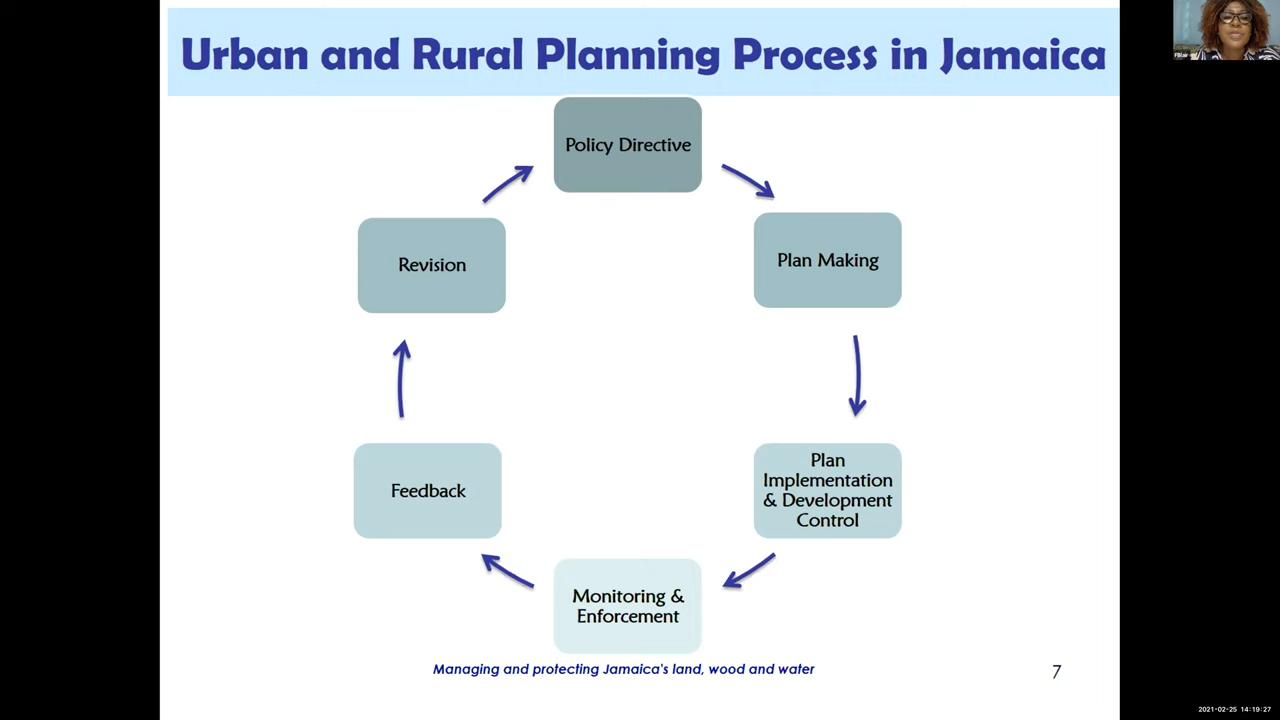 Urban and Rural Planning Process in Jamaica
Policy Directive
Plan Making
Plan
Implementation
& Development
Control
Monitoring &
Enforcement
Feedback
Revision
Managing and protecting Jamaica's land, wood and water
7
2021-02-25 14:19:27